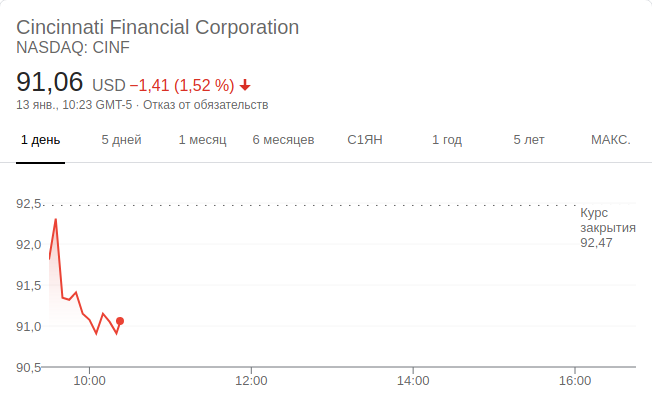 Cincinnati Financial Corporation
NASDAQ: CINF
91,06 USD −1,41 (1,52 %) 
13 янв., 10:23 GMT-5 · Отказ от обязательств
1 день 5 дней 1 месяц 6 месяцев С1ЯН 1 год 5 лет МАКС.
92,5
Курс
закрытия
92,47
92,0
91,5
91,0
90,5
10:00 12:00 14:00 16:00